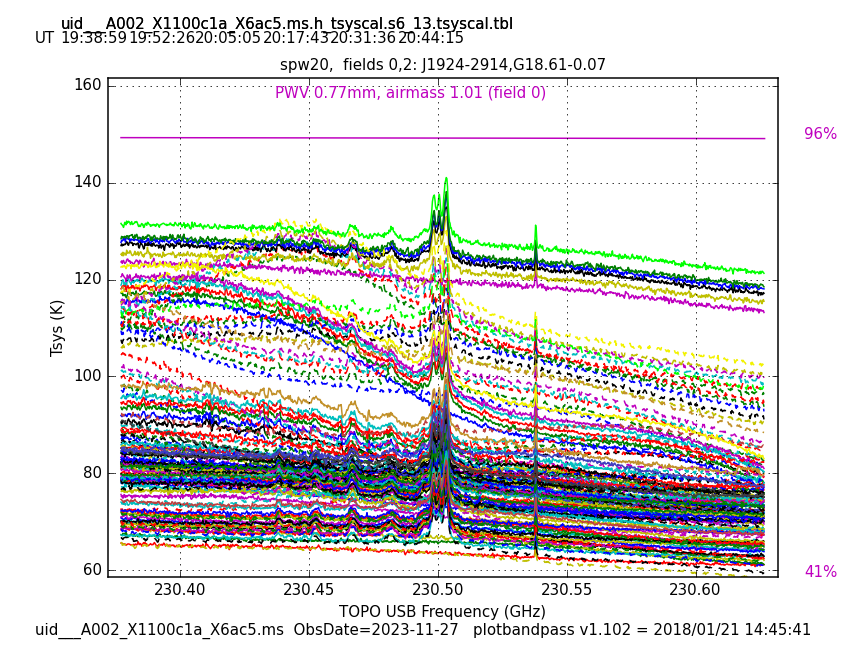 uid___A002_X1100c1a_X6ac5.ms.h_tsyscal.s6_13.tsyscal.tbl
UT 19:38:59 19:52:26 20:05:05 20:17:43 20:31:36 20:44:15
spw20, fields 0,2: J1924-2914,G18.61-0.07
PWV 0.77mm, airmass 1.01 (field 0)
160
140
120
100
80
60
Tsys (K)
96%
41%
230.40 230.45 230.50 230.55 230.60
TOPO USB Frequency (GHz)
uid___A002_X1100c1a_X6ac5.ms ObsDate=2023-11-27 plotbandpass v1.102 = 2018/01/21 14:45:41